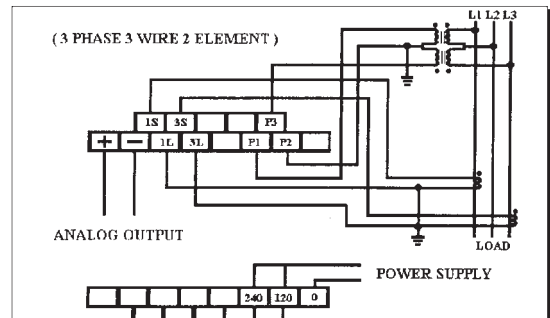 L1 L2 L3
( 3 PHASE 3 WIRE 2 ELEMENT )
1S 3S P3
+ − 1L 3L P1 P2
ANALOG OUTPUT
LOAD
POWER SUPPLY
240 120 0